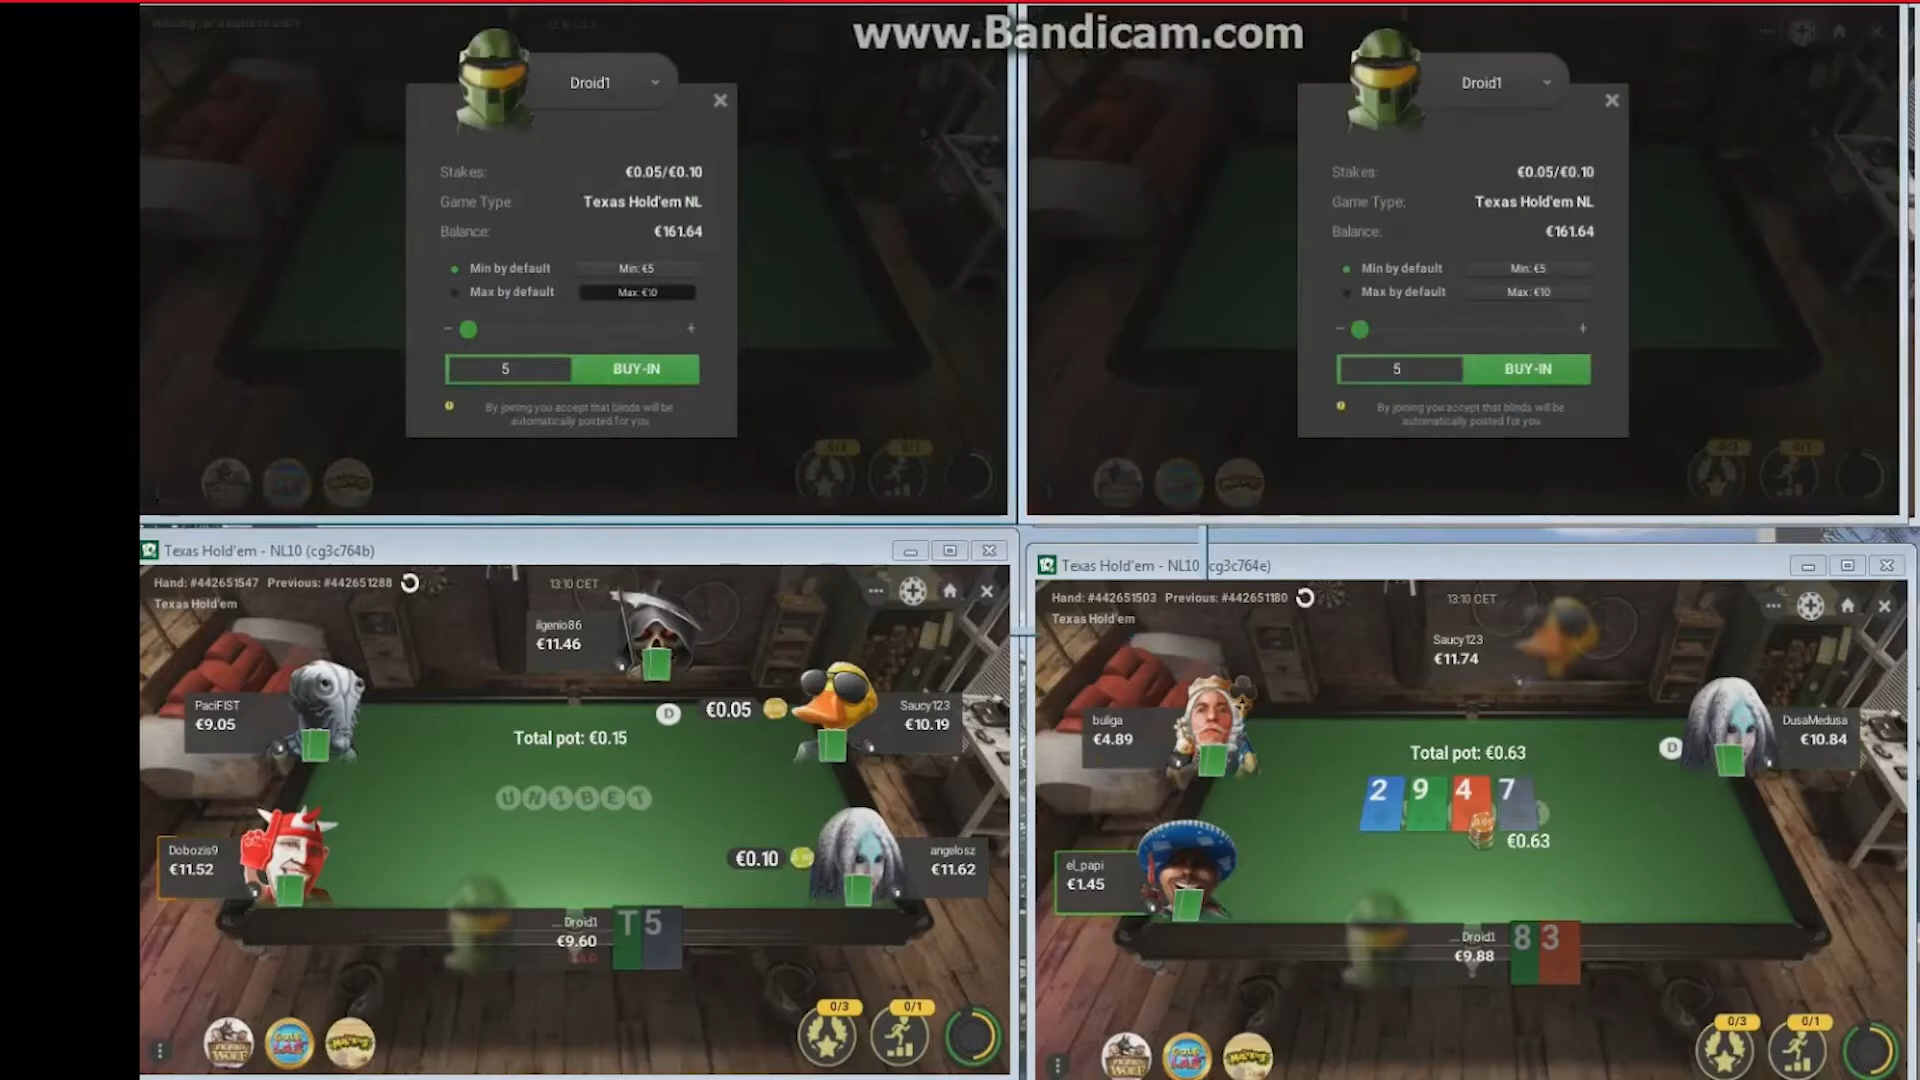 www.Bandicam.com
Droid1
Stakes: €0.05/€0.10
Game Type: Texas Hold'em NL
Balance: €161.64
Min by default Min: €5
Max by default Max: €10
5 BUY-IN
By joining you accept that blinds will be
automatically posted for you
Droid1
Stakes: €0.05/€0.10
Game Type: Texas Hold'em NL
Balance: €161.64
Min by default Min: €5
Max by default Max: €10
5 BUY-IN
By joining you accept that blinds will be
automatically posted for you
Texas Hold'em - NL10 (cg3c764b)
Hand: #442651547 Previous: #442651288
13:10 CET
Texas Hold'em
ilgenio86
€11.46
PaciFIST
€9.05
D
€0.05
Saucy123
€10.19
Total pot: €0.15
UNIBET
Dobozis9
€11.52
€0.10
angelosz
€11.62
Droid1
€9.60
T 5
0/3
0/1
WOLF
Texas Hold'em - NL10 (cg3c764e)
Hand: #442651503 Previous: #442651180
13:10 CET
Texas Hold'em
Saucy123
€11.74
buliga
€4.89
D
DusaMedusa
€10.84
Total pot: €0.63
2 9 4 7
€0.63
el_papi
€1.45
Droid1
€9.88
8 3
0/3
0/1
WOLF